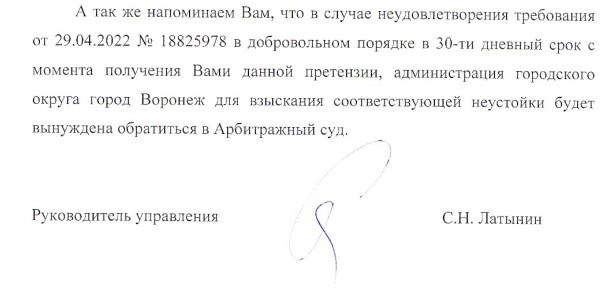 А так же напоминаем Вам, что в случае неудовлетворения требования
от 29.04.2022 № 18825978 в добровольном порядке в 30-ти дневный срок с
момента получения Вами данной претензии, администрация городского
округа город Воронеж для взыскания соответствующей неустойки будет
вынуждена обратиться в Арбитражный суд.
Руководитель управления С.Н. Латынин